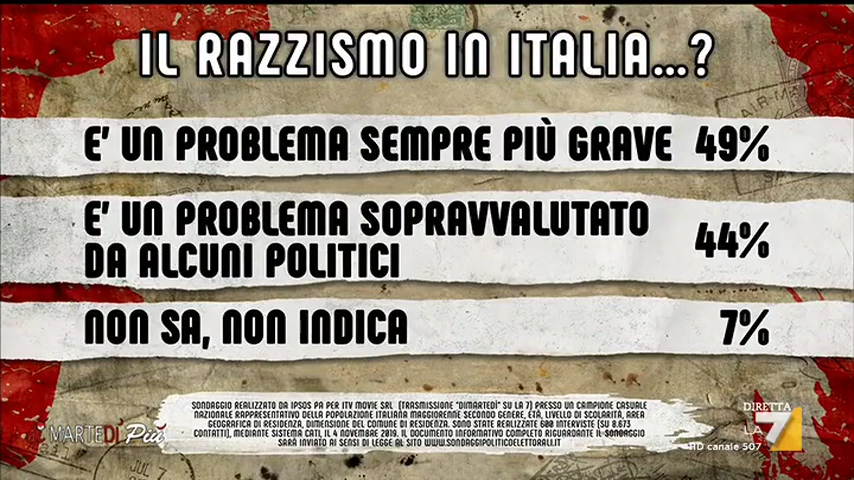 IL RAZZISMO IN ITALIA...?
E' UN PROBLEMA SEMPRE PIÙ GRAVE 49%
E' UN PROBLEMA SOPRAVVALUTATO
DA ALCUNI POLITICI 44%
NON SA, NON INDICA 7%
SONDAGGIO REALIZZATO DA IPSOS PA PER ITV MOVIE SRL (TRASMISSIONE "DIMARTEDÌ" SU LA 7) PRESSO UN CAMPIONE CASUALE
NAZIONALE RAPPRESENTATIVO DELLA POPOLAZIONE ITALIANA MAGGIORENNE SECONDO GENERE, ETÀ, LIVELLO DI SCOLARITÀ, AREA
GEOGRAFICA DI RESIDENZA, DIMENSIONE DEL COMUNE DI RESIDENZA. SONO STATE REALIZZATE 600 INTERVISTE (SU 8.673
CONTATTI), MEDIANTE SISTEMA CATI, IL 4 NOVEMBRE 2019. IL DOCUMENTO INFORMATIVO COMPLETO RIGUARDANTE IL SONDAGGIO
SARÀ INVIATO AI SENSI DI LEGGE AL SITO WWW.SONDAGGIPOLITICOELETTORALI.IT
DIMARTEDÌ Più
DIRETTA
LA 7
HD canale 507